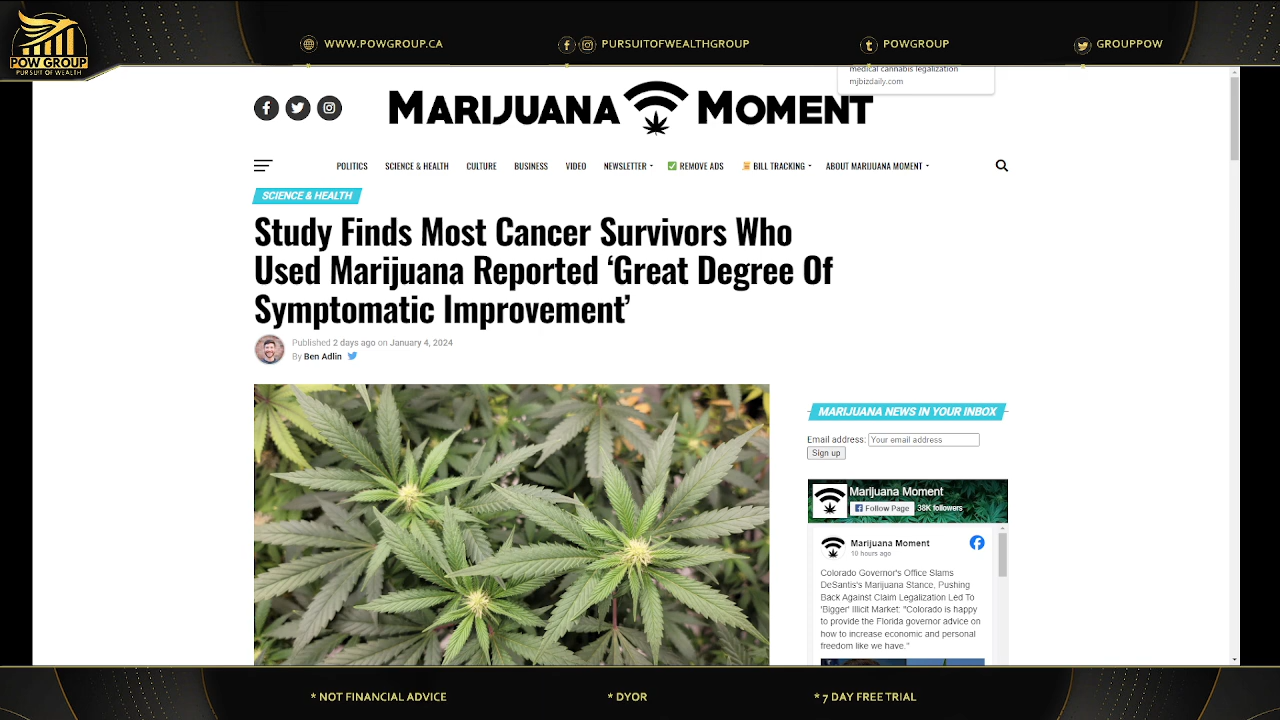 POW GROUP
PURSUIT OF WEALTH
WWW.POWGROUP.CA
PURSUITOFWEALTHGROUP
POWGROUP
GROUPPOW
medical cannabis legalization
mjbizdaily.com
MARIJUANA MOMENT
POLITICS
SCIENCE & HEALTH
CULTURE
BUSINESS
VIDEO
NEWSLETTER
REMOVE ADS
BILL TRACKING
ABOUT MARIJUANA MOMENT
SCIENCE & HEALTH
Study Finds Most Cancer Survivors Who
Used Marijuana Reported ‘Great Degree Of
Symptomatic Improvement’
Published 2 days ago on January 4, 2024
By Ben Adlin
MARIJUANA NEWS IN YOUR INBOX
Email address: Your email address
Sign up
Marijuana Moment
Follow Page 38K followers
Marijuana Moment
10 hours ago
Colorado Governor's Office Slams
DeSantis's Marijuana Stance, Pushing
Back Against Claim Legalization Led To
'Bigger' Illicit Market: "Colorado is happy
to provide the Florida governor advice on
how to increase economic and personal
freedom like we have."
* NOT FINANCIAL ADVICE
* DYOR
* 7 DAY FREE TRIAL